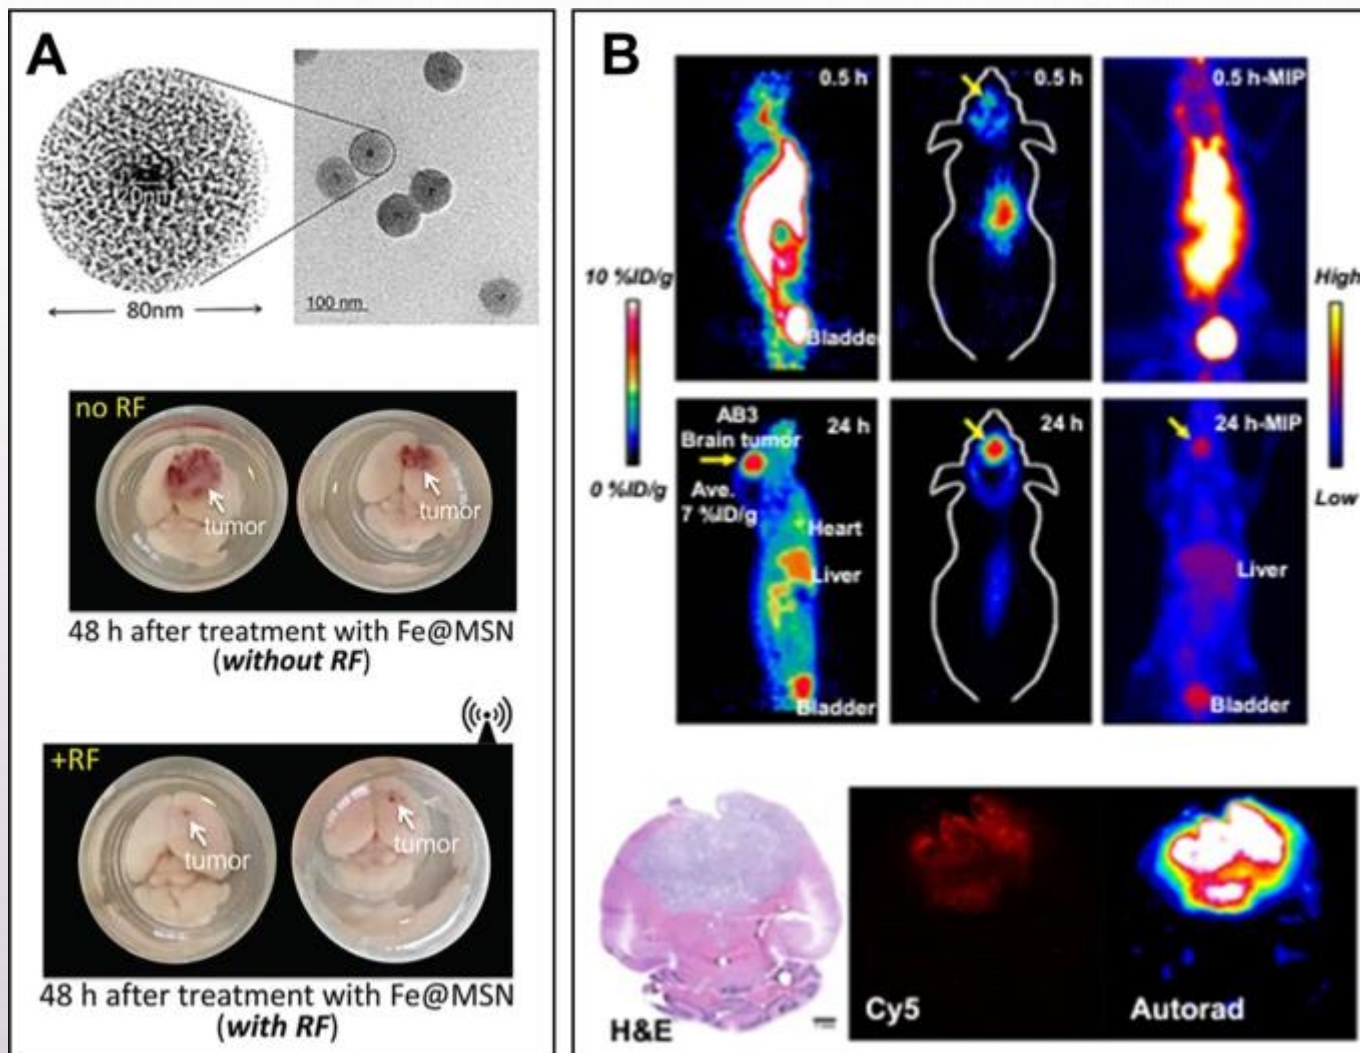 A
80nm
100 nm
no RF
tumor
tumor
48 h after treatment with Fe@MSN
(without RF)
+RF
tumor
tumor
48 h after treatment with Fe@MSN
(with RF)
B
0.5 h
0.5 h
0.5 h-MIP
10 %ID/g
0 %ID/g
Bladder
High
Low
AB3
Brain tumor
24 h
24 h
24 h-MIP
Ave.
7 %ID/g
Heart
Liver
Bladder
Liver
Bladder
H&E
Cy5
Autorad